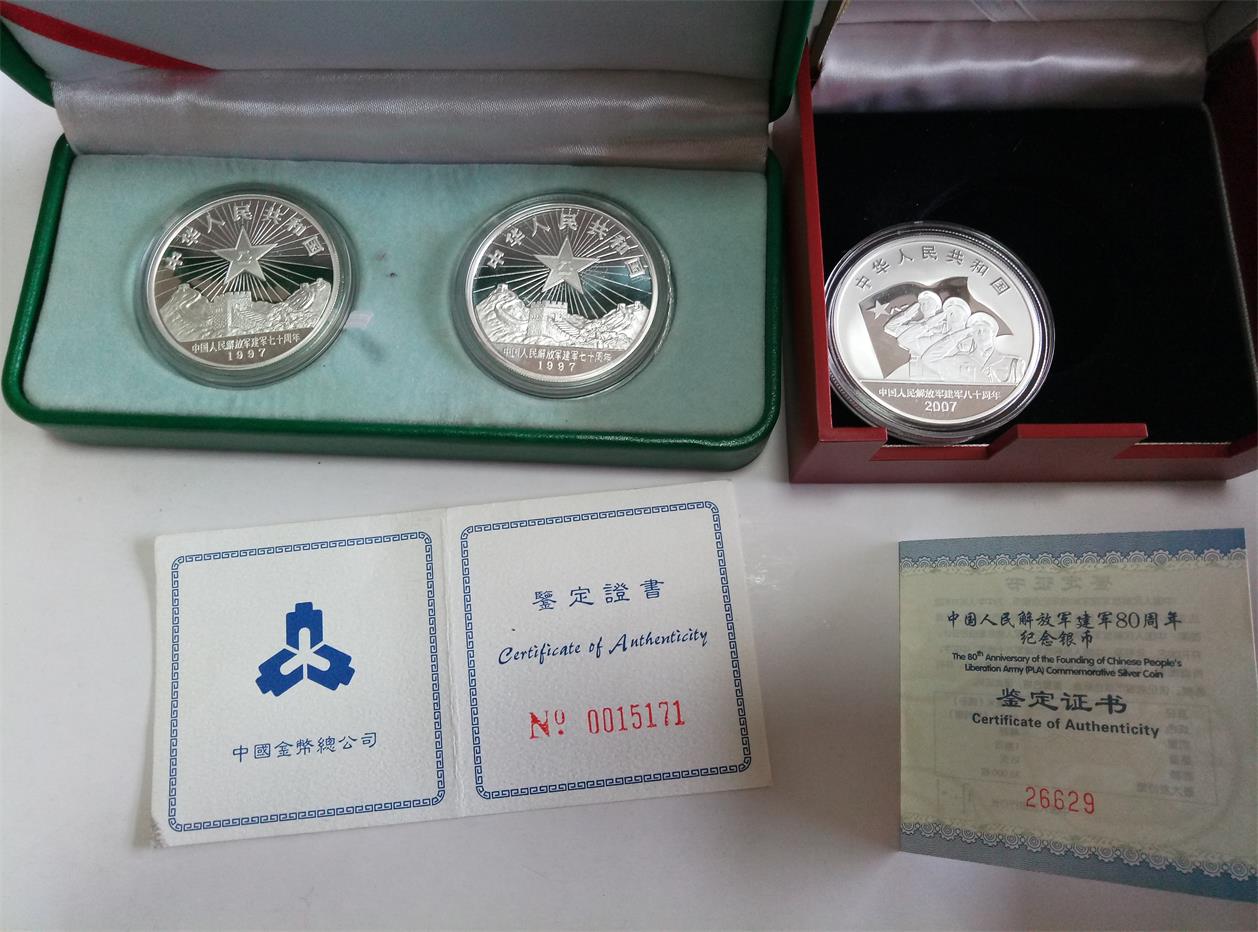 中华人民共和国
中国人民解放军建军七十周年
1997
中华人民共和国
中国人民解放军建军七十周年
1997
中华人民共和国
中国人民解放军建军八十周年
2007
中國金幣總公司
鑒定證書
Certificate of Authenticity
Nº 0015171
中国人民解放军建军80周年
纪念银币
The 80th Anniversary of the Founding of Chinese People's
Liberation Army (PLA) Commemorative Silver Coin
鉴定证书
Certificate of Authenticity
26629